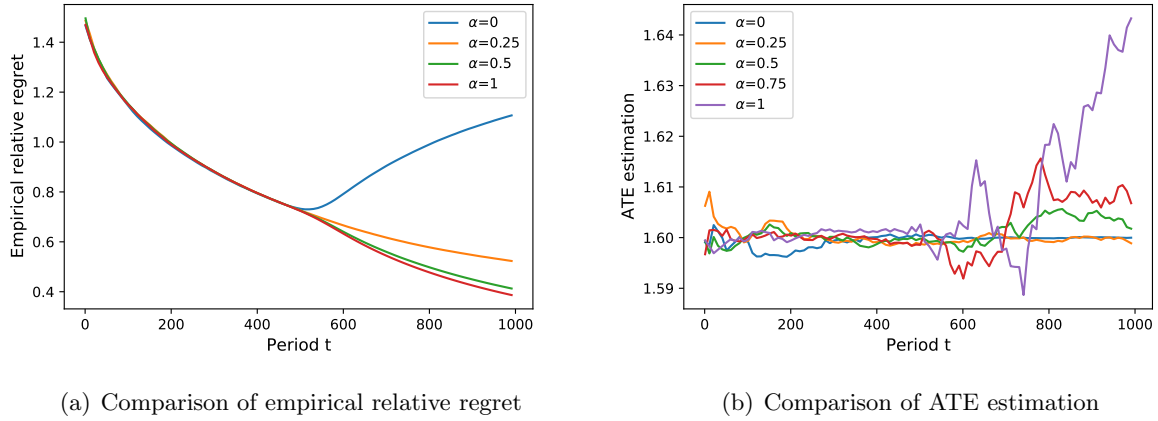 Empirical relative regret
1.4
1.2
1.0
0.8
0.6
0.4
α=0
α=0.25
α=0.5
α=1
0 200 400 600 800 1000
Period t
(a) Comparison of empirical relative regret
ATE estimation
1.64
1.63
1.62
1.61
1.60
1.59
α=0
α=0.25
α=0.5
α=0.75
α=1
0 200 400 600 800 1000
Period t
(b) Comparison of ATE estimation